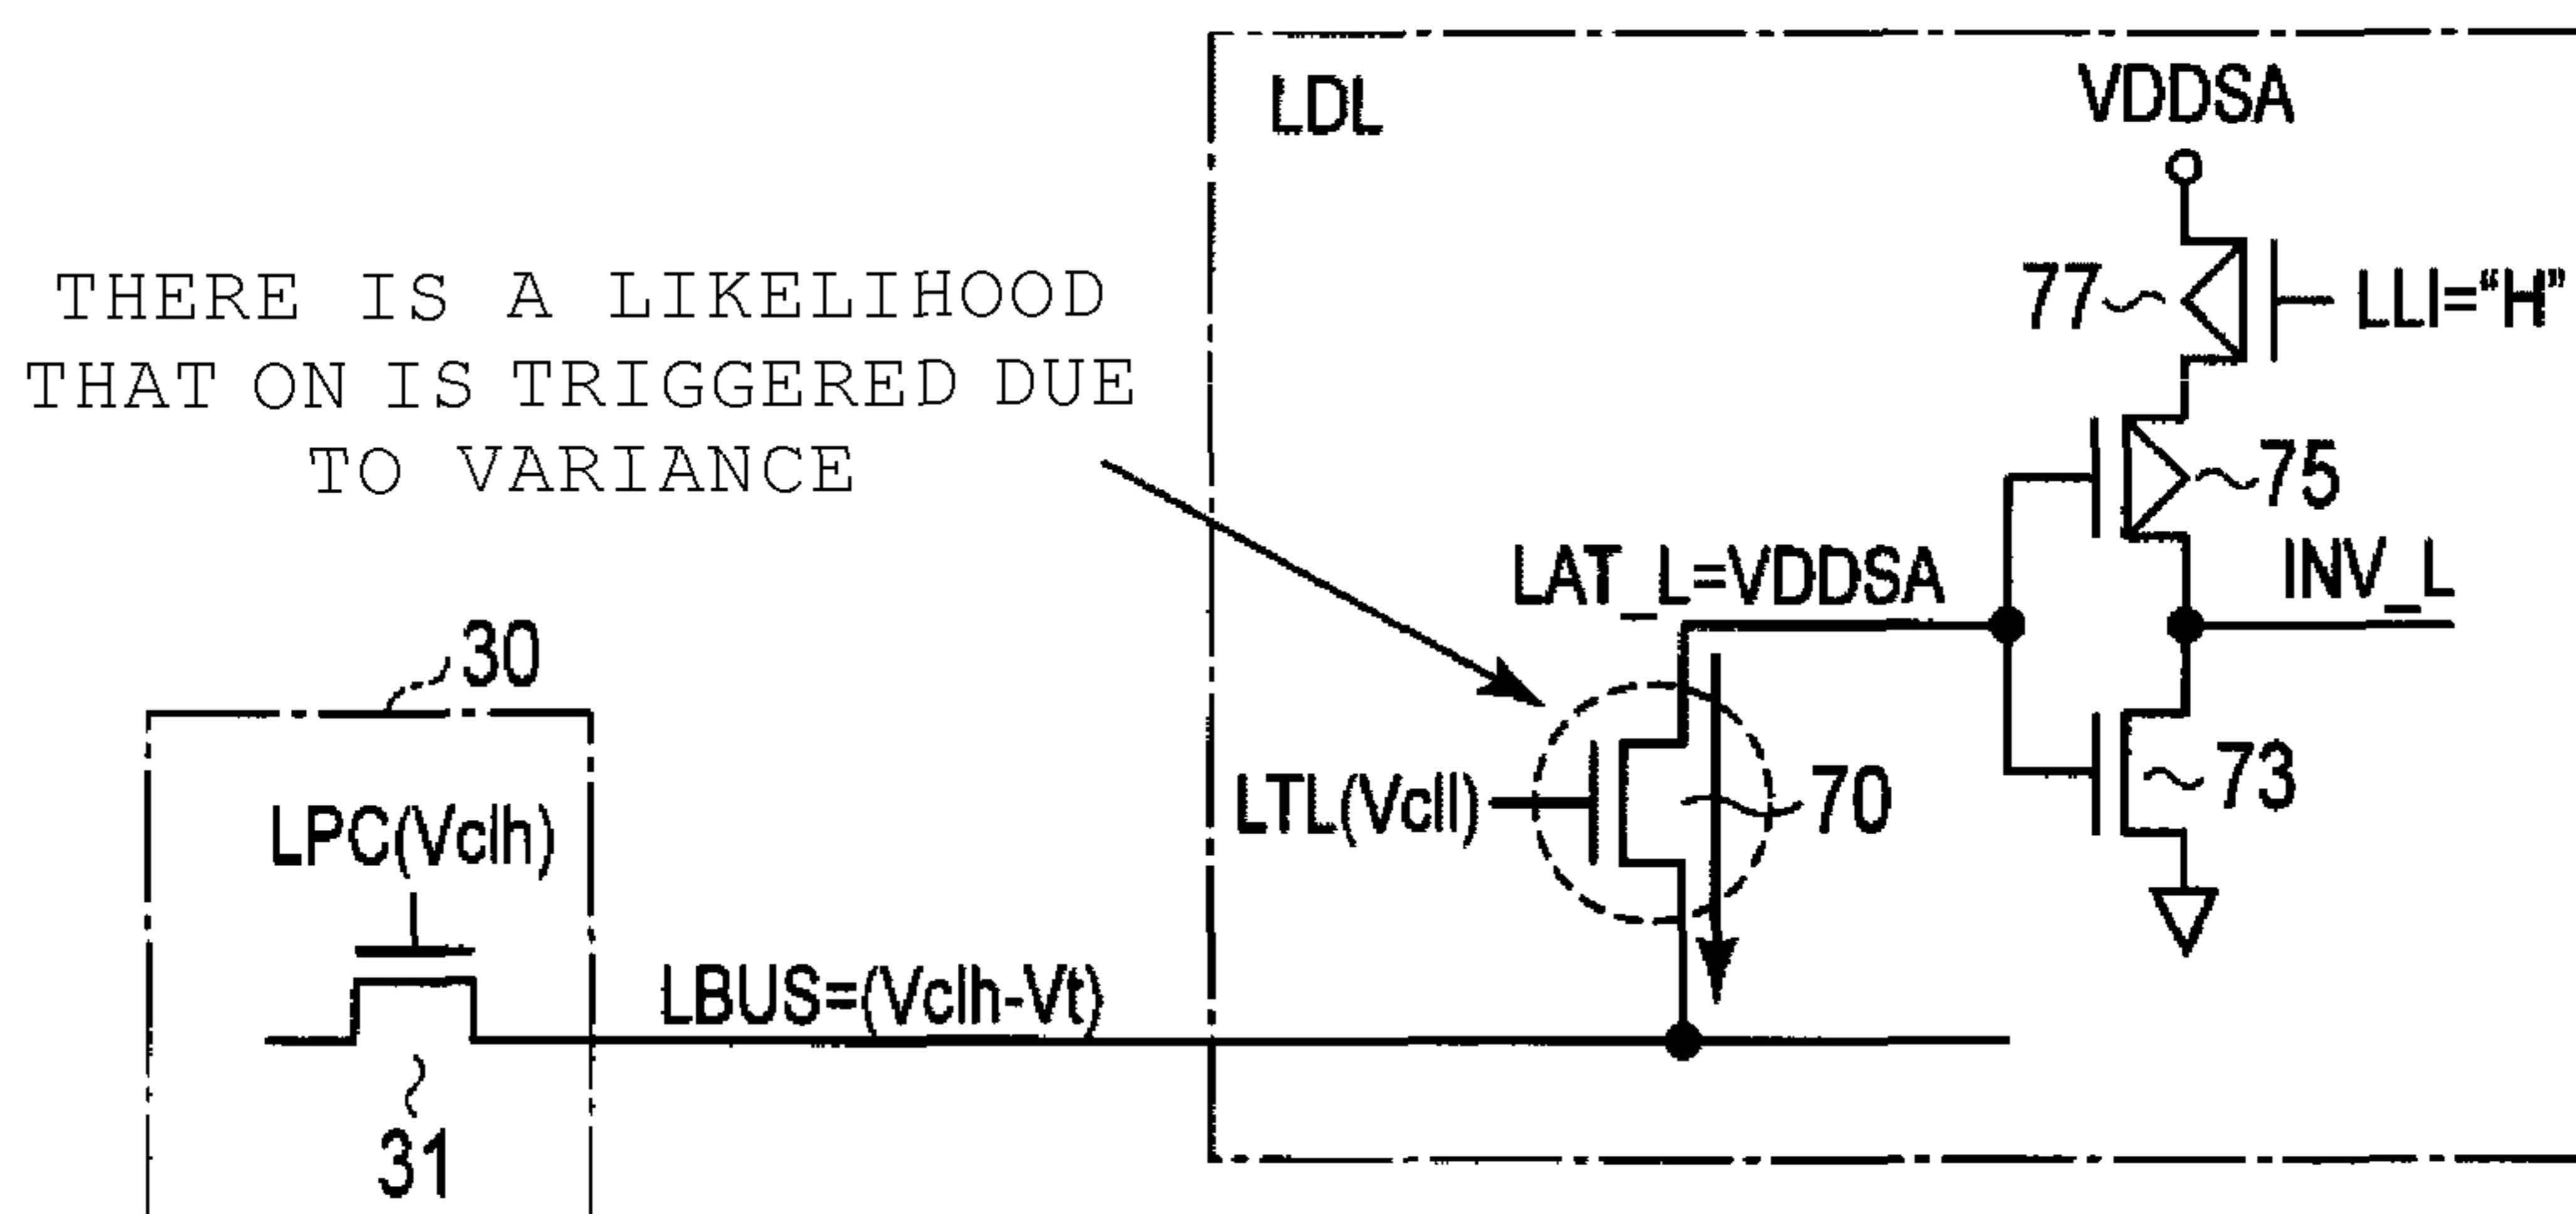 LDL
VDDSA
THERE IS A LIKELIHOOD
THAT ON IS TRIGGERED DUE
TO VARIANCE
77
LLI="H"
75
LAT_L=VDDSA
INV_L
30
LTL(Vcll)
70
73
LPC(Vclh)
LBUS=(Vclh-Vt)
31